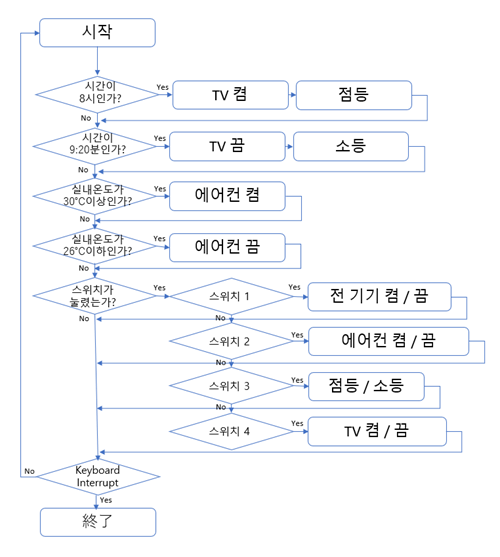 시작
시간이
8시인가?
Yes
TV 켬
점등
No
시간이
9:20분인가?
Yes
TV 끔
소등
No
실내온도가
30°C이상인가?
Yes
에어컨 켬
No
실내온도가
26°C이하인가?
Yes
에어컨 끔
No
스위치가
눌렸는가?
Yes
스위치 1
Yes
전 기기 켬 / 끔
No
No
스위치 2
Yes
에어컨 켬 / 끔
No
스위치 3
Yes
점등 / 소등
No
스위치 4
Yes
TV 켬 / 끔
Keyboard
Interrupt
No
Yes
終了